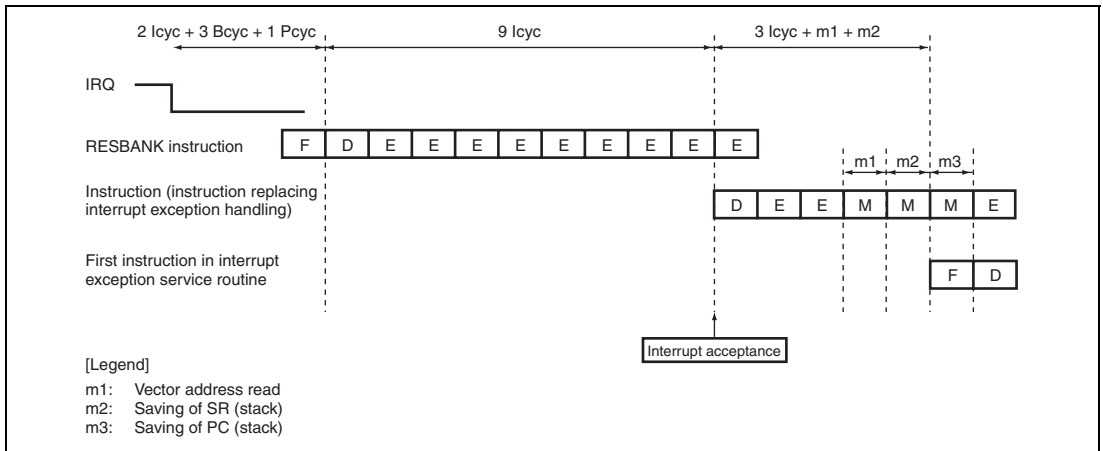 2 Icyc + 3 Bcyc + 1 Pcyc 9 Icyc 3 Icyc + m1 + m2
IRQ
RESBANK instruction F D E E E E E E E E E
m1 m2 m3
Instruction (instruction replacing
interrupt exception handling) D E E M M M E
First instruction in interrupt
exception service routine F D
Interrupt acceptance
[Legend]
m1: Vector address read
m2: Saving of SR (stack)
m3: Saving of PC (stack)